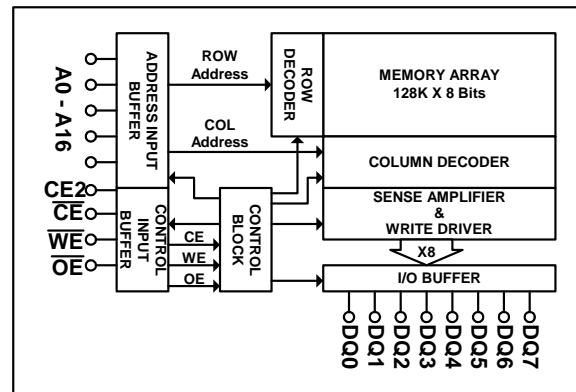 A0 - A16
CE2
CE
WE
OE
ADDRESS INPUT
BUFFER
CONTROL
INPUT
BUFFER
ROW
Address
COL
Address
CE
WE
OE
CONTROL
BLOCK
ROW
DECODER
MEMORY ARRAY
128K X 8 Bits
COLUMN DECODER
SENSE AMPLIFIER
&
WRITE DRIVER
X8
I/O BUFFER
DQ0
DQ1
DQ2
DQ3
DQ4
DQ5
DQ6
DQ7